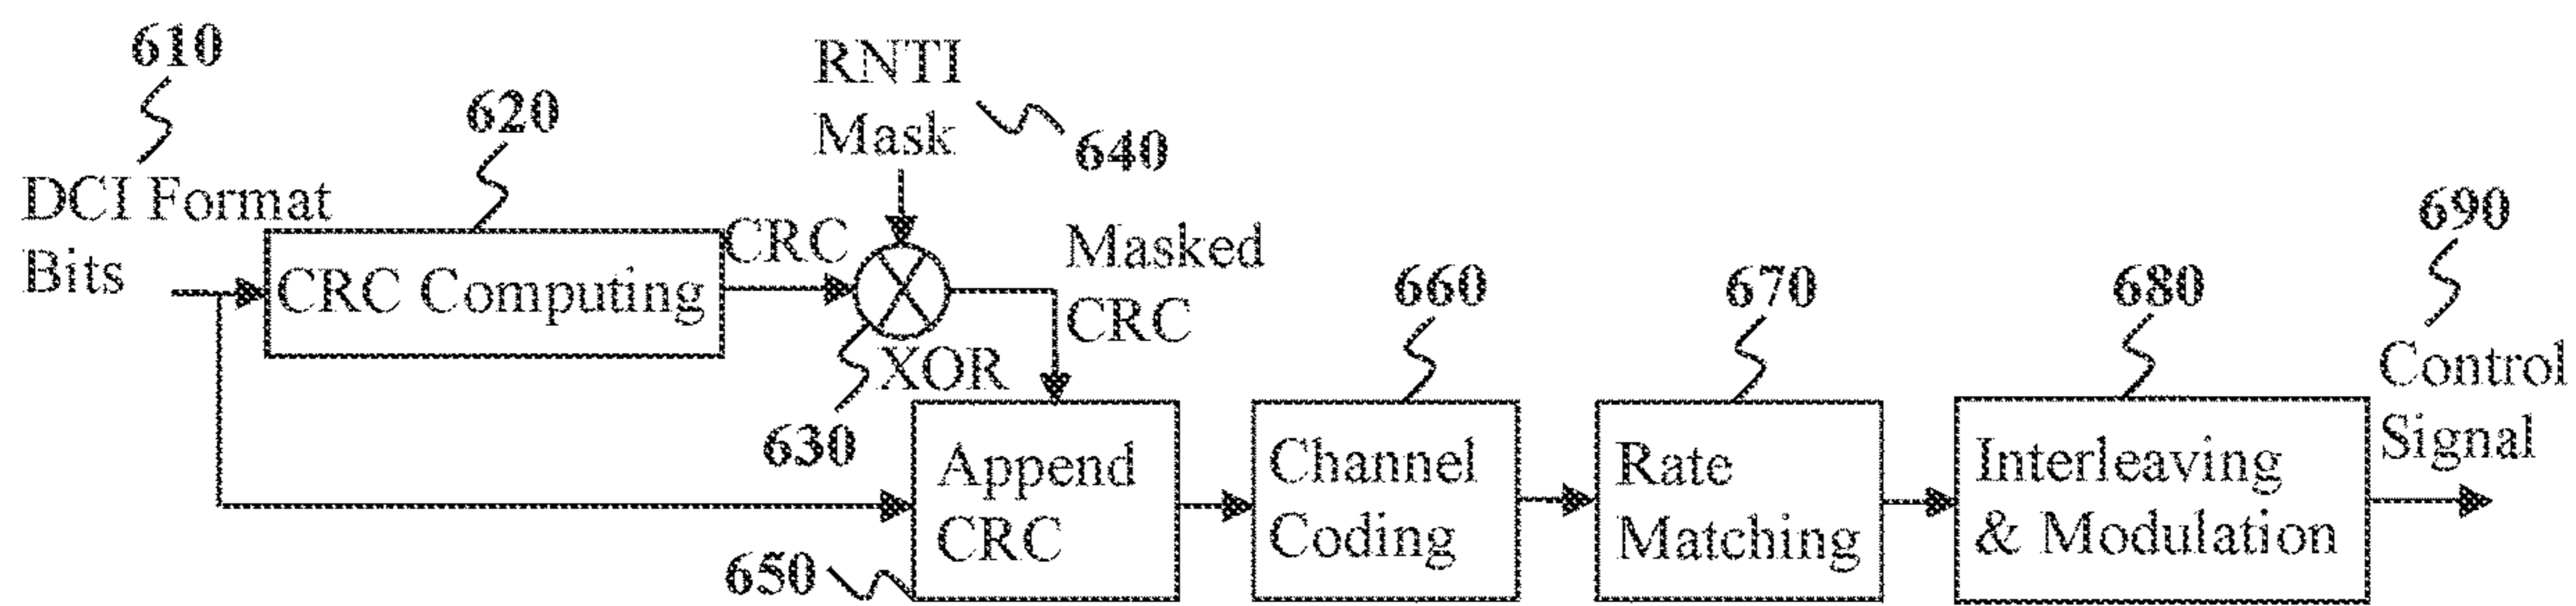 610
DCI Format
Bits
620
CRC Computing
CRC
RNTI
Mask
640
630
XOR
Masked
CRC
650
Append
CRC
660
Channel
Coding
670
Rate
Matching
680
Interleaving
& Modulation
690
Control
Signal